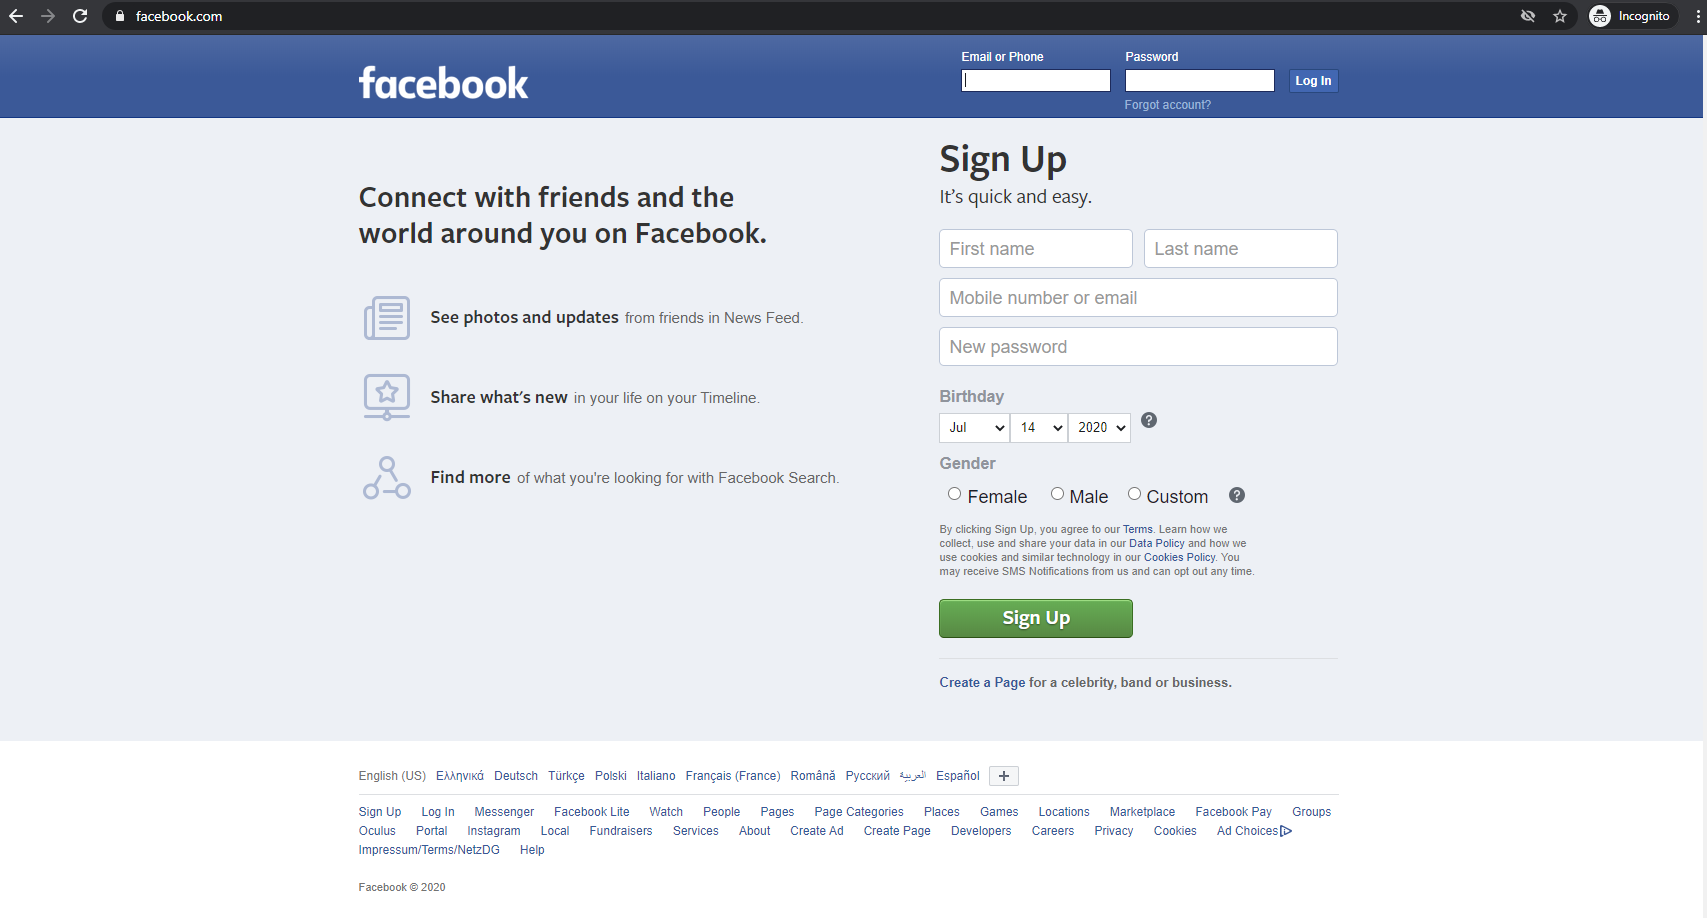 facebook.com
Incognito
facebook
Email or Phone
Password
Log In
Forgot account?
Connect with friends and the
world around you on Facebook.
See photos and updates from friends in News Feed.
Share what's new in your life on your Timeline.
Find more of what you're looking for with Facebook Search.
Sign Up
It's quick and easy.
First name
Last name
Mobile number or email
New password
Birthday
Jul 14 2020 ?
Gender
Female Male Custom ?
By clicking Sign Up, you agree to our Terms. Learn how we
collect, use and share your data in our Data Policy and how we
use cookies and similar technology in our Cookies Policy. You
may receive SMS Notifications from us and can opt out any time.
Sign Up
Create a Page for a celebrity, band or business.
English (US) Ελληνικά Deutsch Türkçe Polski Italiano Français (France) Română Русский العربية Español +
Sign Up Log In Messenger Facebook Lite Watch People Pages Page Categories Places Games Locations Marketplace Facebook Pay Groups
Oculus Portal Instagram Local Fundraisers Services About Create Ad Create Page Developers Careers Privacy Cookies Ad Choices
Impressum/Terms/NetzDG Help
Facebook © 2020